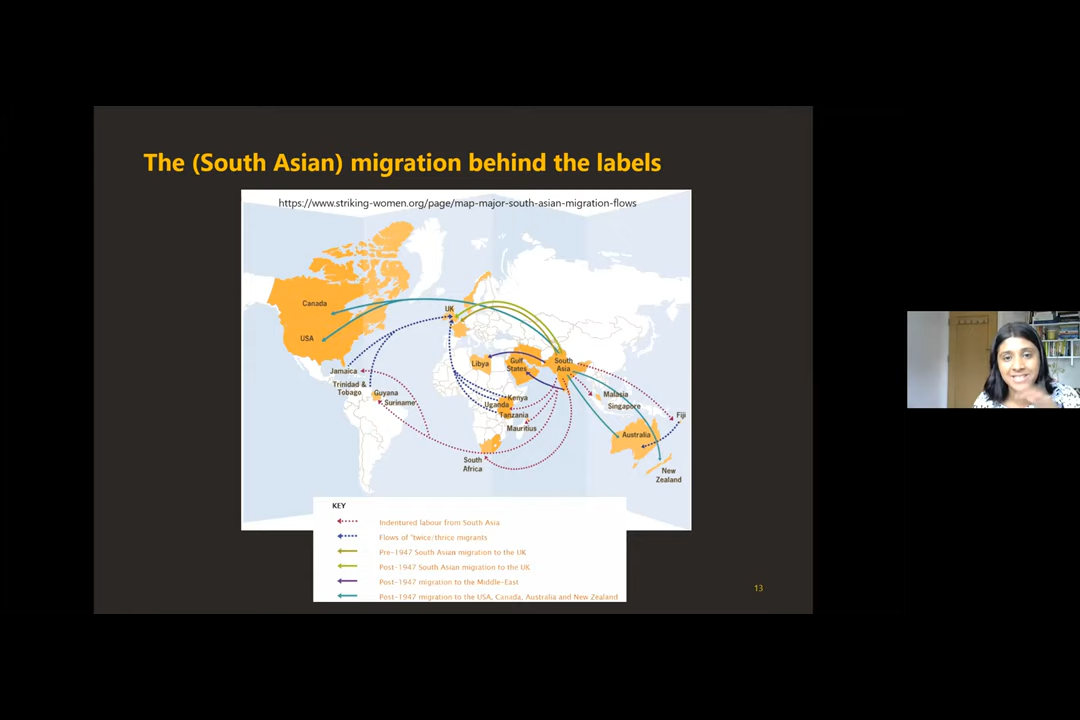 The (South Asian) migration behind the labels
https://www.striking-women.org/page/map-major-south-asian-migration-flows
Canada
UK
USA
Libya
Gulf
States
South
Asia
Jamaica
Trinidad &
Tobago
Guyana
Suriname
Kenya
Uganda
Tanzania
Mauritius
Malasia
Singapore
Fiji
Australia
South
Africa
New
Zealand
KEY
Indentured labour from South Asia
Flows of "twice/thrice migrants
Pre-1947 South Asian migration to the UK
Post-1947 South Asian migration to the UK
Post-1947 migration to the Middle-East
Post-1947 migration to the USA, Canada, Australia and New Zealand
13